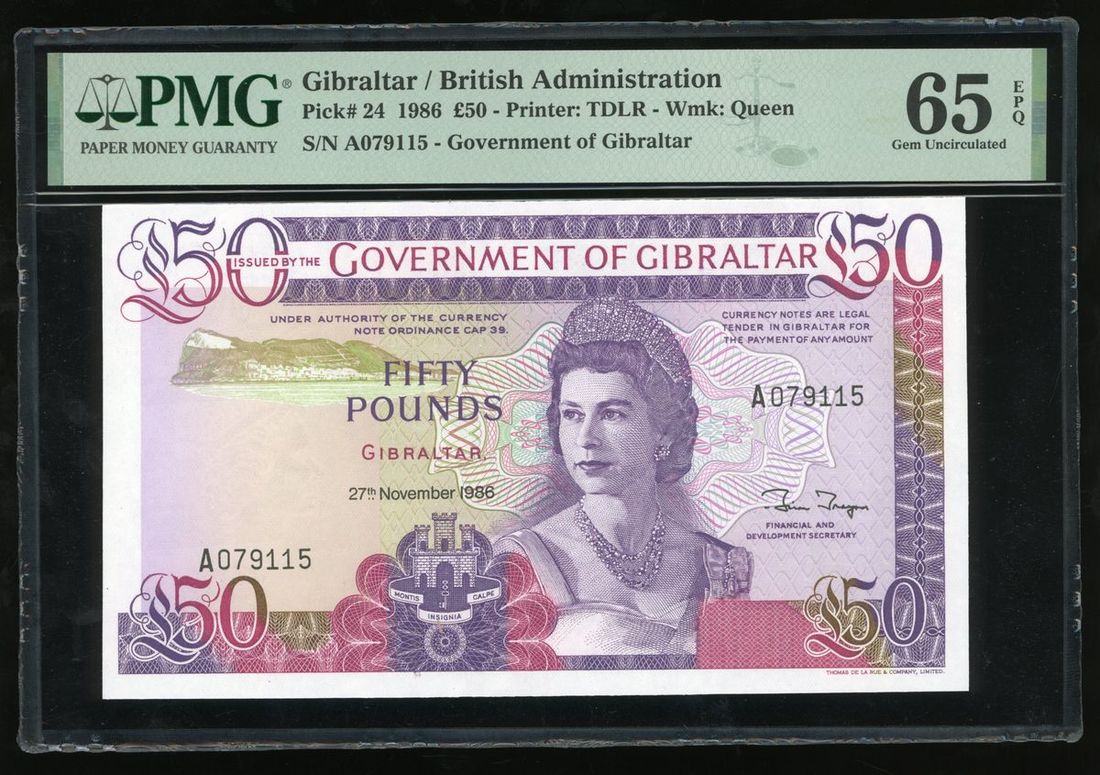 PMG®
PAPER MONEY GUARANTY
Gibraltar / British Administration
Pick# 24 1986 £50 - Printer: TDLR - Wmk: Queen
S/N A079115 - Government of Gibraltar
65 EPQ
Gem Uncirculated
£50
ISSUED BY THE GOVERNMENT OF GIBRALTAR
£50
UNDER AUTHORITY OF THE CURRENCY
NOTE ORDINANCE CAP 39.
CURRENCY NOTES ARE LEGAL
TENDER IN GIBRALTAR FOR
THE PAYMENT OF ANY AMOUNT
FIFTY
POUNDS
GIBRALTAR.
27th November 1986
A079115
FINANCIAL AND
DEVELOPMENT SECRETARY
A079115
MONTIS INSIGNIA CALPE
£50
£50
THOMAS DE LA RUE & COMPANY, LIMITED.